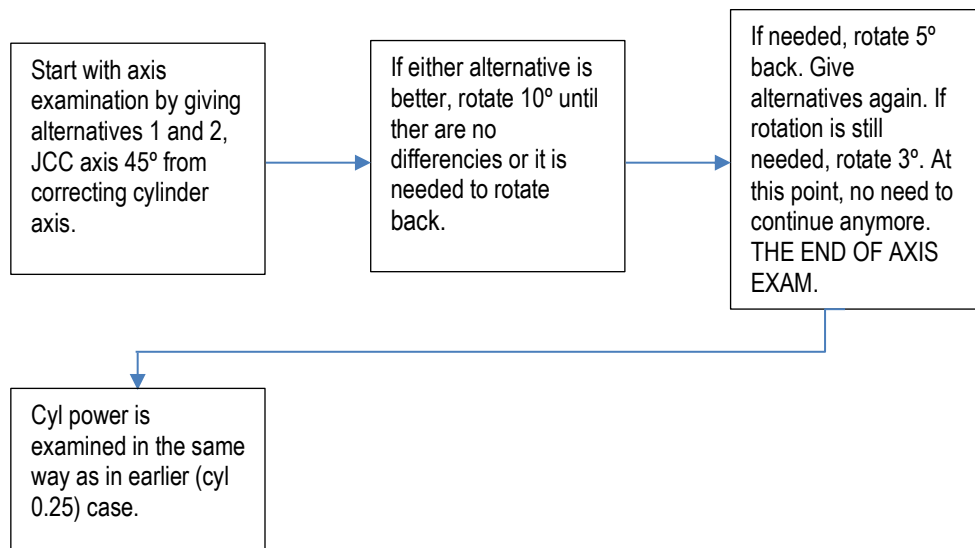 Start with axis
examination by giving
alternatives 1 and 2,
JCC axis 45º from
correcting cylinder
axis.
If either alternative is
better, rotate 10º until
ther are no
differencies or it is
needed to rotate
back.
If needed, rotate 5º
back. Give
alternatives again. If
rotation is still
needed, rotate 3º. At
this point, no need to
continue anymore.
THE END OF AXIS
EXAM.
Cyl power is
examined in the same
way as in earlier (cyl
0.25) case.